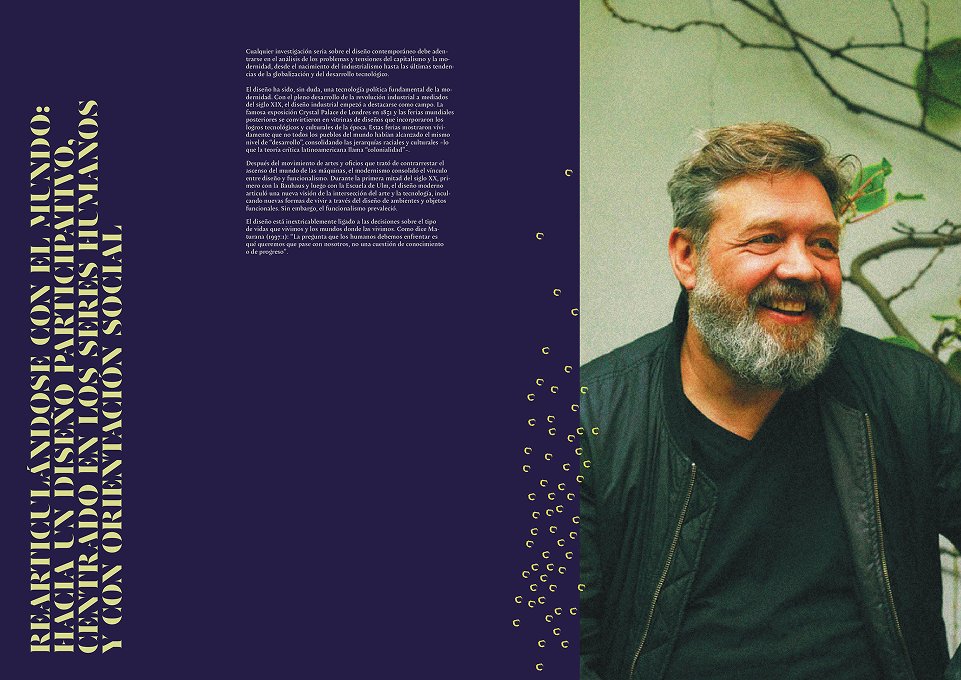 REARTICULÁNDOSE CON EL MUNDO:
HACIA UN DISEÑO PARTICIPATIVO,
CENTRADO EN LOS SERES HUMANOS
Y CON ORIENTACIÓN SOCIAL
Cualquier investigación seria sobre el diseño contemporáneo debe aden-
trarse en el análisis de los problemas y tensiones del capitalismo y la mo-
dernidad, desde el nacimiento del industrialismo hasta las últimas tenden-
cias de la globalización y del desarrollo tecnológico.
El diseño ha sido, sin duda, una tecnología política fundamental de la mo-
dernidad. Con el pleno desarrollo de la revolución industrial a mediados
del siglo XIX, el diseño industrial empezó a destacarse como campo. La
famosa exposición Crystal Palace de Londres en 1851 y las ferias mundiales
posteriores se convirtieron en vitrinas de diseños que incorporaron los
logros tecnológicos y culturales de la época. Estas ferias mostraron vívi-
damente que no todos los pueblos del mundo habían alcanzado el mismo
nivel de "desarrollo", consolidando las jerarquías raciales y culturales –lo
que la teoría crítica latinoamericana llama "colonialidad"–.
Después del movimiento de artes y oficios que trató de contrarrestar el
ascenso del mundo de las máquinas, el modernismo consolidó el vínculo
entre diseño y funcionalismo. Durante la primera mitad del siglo XX, pri-
mero con la Bauhaus y luego con la Escuela de Ulm, el diseño moderno
articuló una nueva visión de la intersección del arte y la tecnología, incul-
cando nuevas formas de vivir a través del diseño de ambientes y objetos
funcionales. Sin embargo, el funcionalismo prevaleció.
El diseño está inextricablemente ligado a las decisiones sobre el tipo
de vidas que vivimos y los mundos donde las vivimos. Como dice Ma-
turana (1997:1): "La pregunta que los humanos debemos enfrentar es
qué queremos que pase con nosotros, no una cuestión de conocimiento
o de progreso".